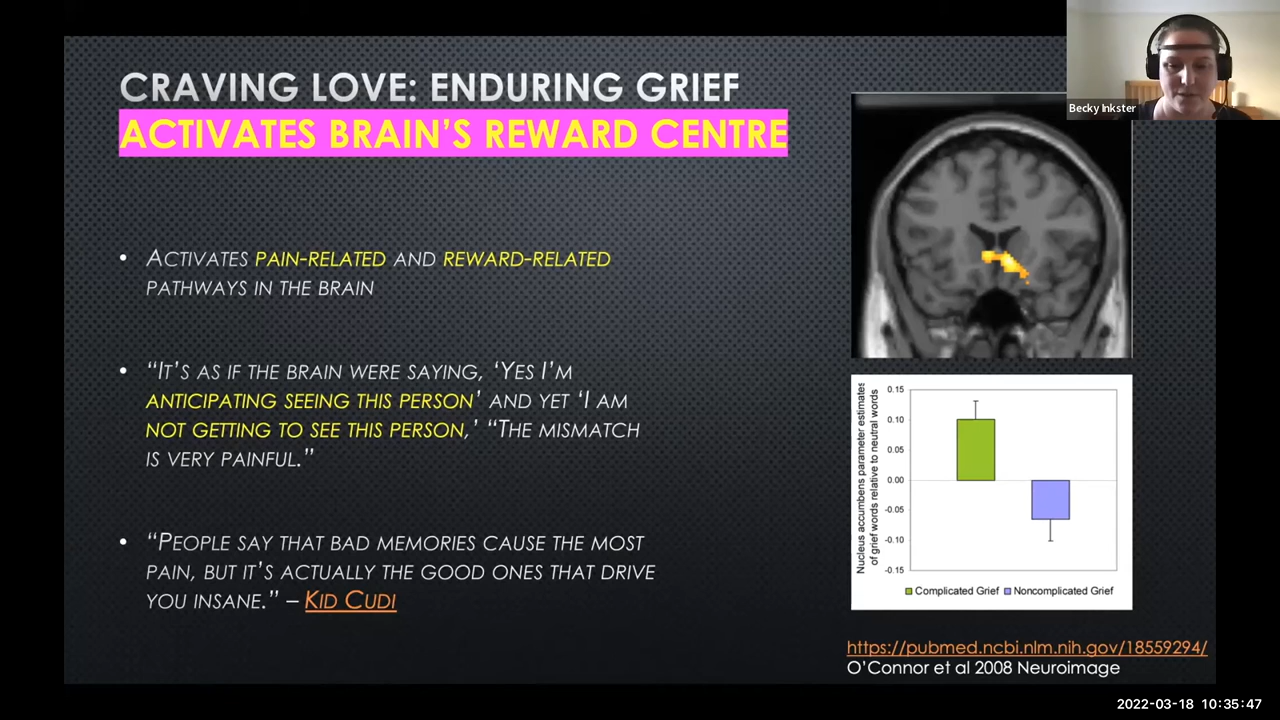 CRAVING LOVE: ENDURING GRIEF
ACTIVATES BRAIN'S REWARD CENTRE
Becky Inkster
• ACTIVATES PAIN-RELATED AND REWARD-RELATED
PATHWAYS IN THE BRAIN
• “IT'S AS IF THE BRAIN WERE SAYING, ‘YES I'M
ANTICIPATING SEEING THIS PERSON’ AND YET ‘I AM
NOT GETTING TO SEE THIS PERSON,’ “THE MISMATCH
IS VERY PAINFUL.”
• “PEOPLE SAY THAT BAD MEMORIES CAUSE THE MOST
PAIN, BUT IT'S ACTUALLY THE GOOD ONES THAT DRIVE
YOU INSANE.” – KID CUDI
Nucleus accumbens parameter estimates
of grief words relative to neutral words
0.15
0.10
0.05
0.00
-0.05
-0.10
-0.15
Complicated Grief Noncomplicated Grief
https://pubmed.ncbi.nlm.nih.gov/18559294/
O'Connor et al 2008 Neuroimage
2022-03-18 10:35:47